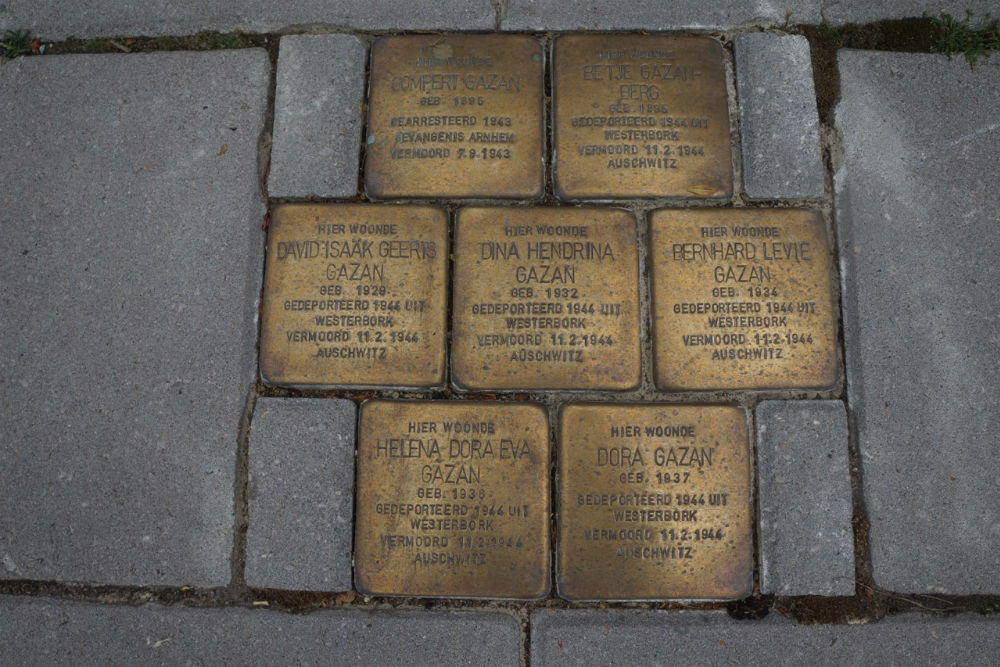 HIER WOONDE
GOMPERT GAZAN
GEB. 1895
GEARRESTEERD 1943
GEVANGENIS ARNHEM
VERMOORD 7.9.1943
HIER WOONDE
BETJE GAZAN-
BERG
GEB. 1895
GEDEPORTEERD 1944 UIT
WESTERBORK
VERMOORD 11.2.1944
AUSCHWITZ
HIER WOONDE
DAVID ISAÄK GEERTS
GAZAN
GEB. 1929
GEDEPORTEERD 1944 UIT
WESTERBORK
VERMOORD 11.2.1944
AUSCHWITZ
HIER WOONDE
DINA HENDRINA
GAZAN
GEB. 1932
GEDEPORTEERD 1944 UIT
WESTERBORK
VERMOORD 11.2.1944
AUSCHWITZ
HIER WOONDE
BERNHARD LEVIE
GAZAN
GEB. 1934
GEDEPORTEERD 1944 UIT
WESTERBORK
VERMOORD 11.2.1944
AUSCHWITZ
HIER WOONDE
HELENA DORA EVA
GAZAN
GEB. 1936
GEDEPORTEERD 1944 UIT
WESTERBORK
VERMOORD 11.2.1944
AUSCHWITZ
HIER WOONDE
DORA GAZAN
GEB. 1937
GEDEPORTEERD 1944 UIT
WESTERBORK
VERMOORD 11.2.1944
AUSCHWITZ